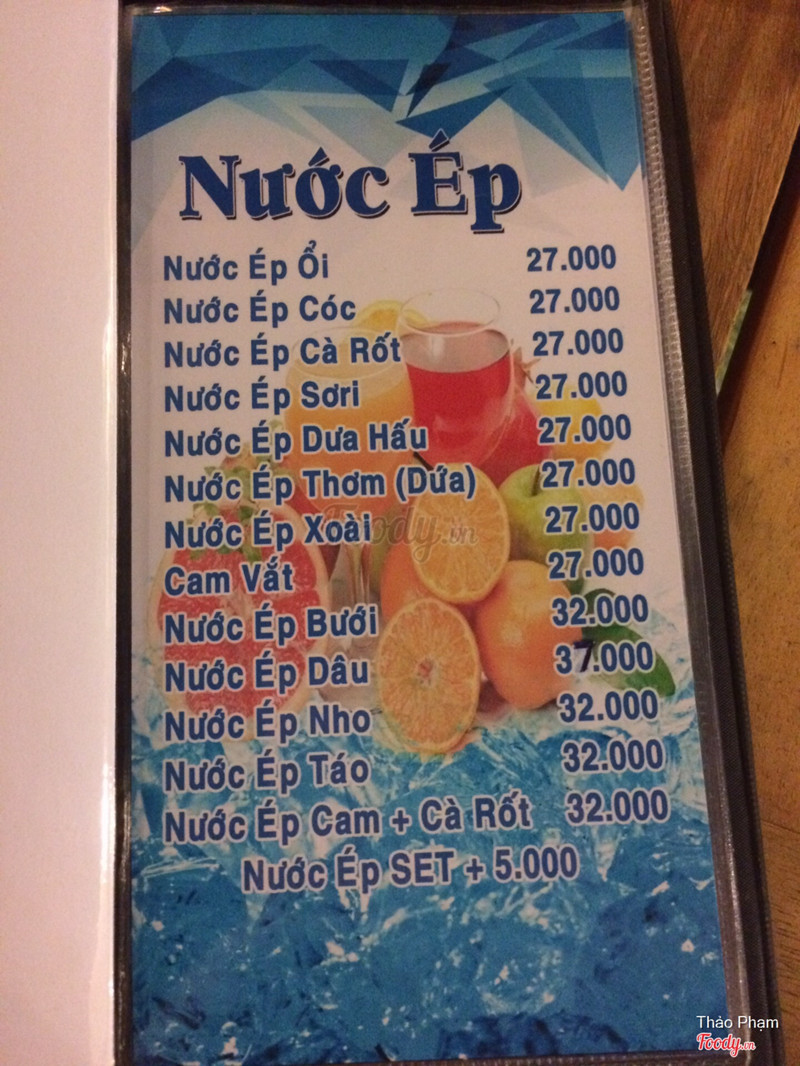 Nước Ép
Nước Ép Ổi 27.000
Nước Ép Cóc 27.000
Nước Ép Cà Rốt 27.000
Nước Ép Sơri 27.000
Nước Ép Dưa Hấu 27.000
Nước Ép Thơm (Dứa) 27.000
Nước Ép Xoài 27.000
Cam Vắt 27.000
Nước Ép Bưởi 32.000
Nước Ép Dâu 37.000
Nước Ép Nho 32.000
Nước Ép Táo 32.000
Nước Ép Cam + Cà Rốt 32.000
Nước Ép SET + 5.000
Foody.vn
Thảo Phạm
Foody.vn